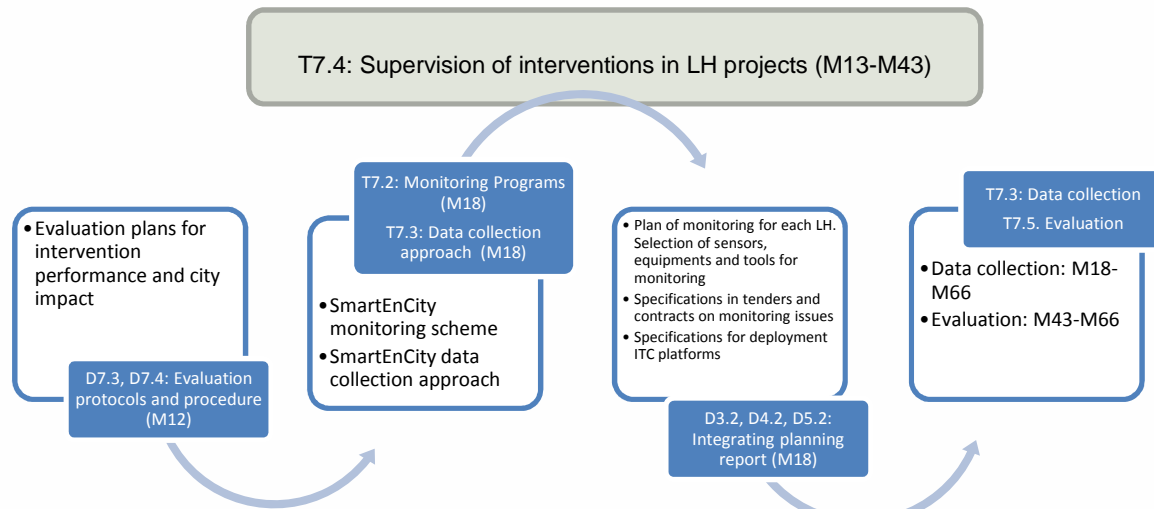 T7.4: Supervision of interventions in LH projects (M13-M43)
•Evaluation plans for
intervention
performance and city
impact
D7.3, D7.4: Evaluation
protocols and procedure
(M12)
T7.2: Monitoring Programs
(M18)
T7.3: Data collection
approach (M18)
•SmartEnCity
monitoring scheme
•SmartEnCity data
collection approach
• Plan of monitoring for each LH.
Selection of sensors,
equipments and tools for
monitoring
• Specifications in tenders and
contracts on monitoring issues
• Specifications for deployment
ITC platforms
D3.2, D4.2, D5.2:
Integrating planning
report (M18)
T7.3: Data collection
T7.5. Evaluation
•Data collection: M18-
M66
•Evaluation: M43-M66